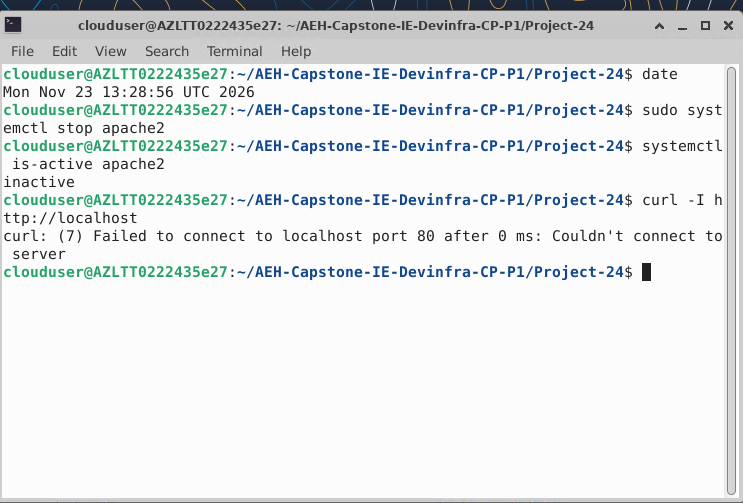 clouduser@AZLTT0222435e27: ~/AEH-Capstone-IE-Devinfra-CP-P1/Project-24
File Edit View Search Terminal Help
clouduser@AZLTT0222435e27:~/AEH-Capstone-IE-Devinfra-CP-P1/Project-24$ date
Mon Nov 23 13:28:56 UTC 2026
clouduser@AZLTT0222435e27:~/AEH-Capstone-IE-Devinfra-CP-P1/Project-24$ sudo syst
emctl stop apache2
clouduser@AZLTT0222435e27:~/AEH-Capstone-IE-Devinfra-CP-P1/Project-24$ systemctl
 is-active apache2
inactive
clouduser@AZLTT0222435e27:~/AEH-Capstone-IE-Devinfra-CP-P1/Project-24$ curl -I h
ttp://localhost
curl: (7) Failed to connect to localhost port 80 after 0 ms: Couldn't connect to
 server
clouduser@AZLTT0222435e27:~/AEH-Capstone-IE-Devinfra-CP-P1/Project-24$